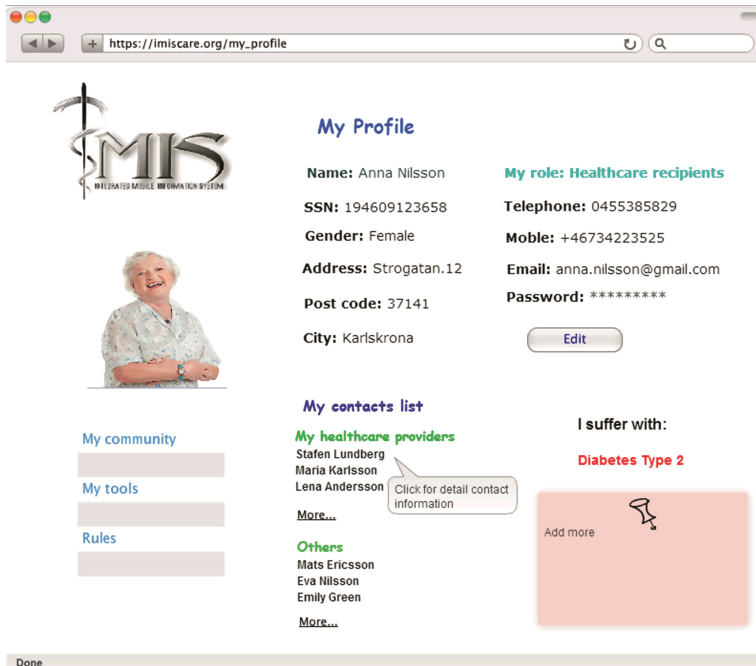 https://imiscare.org/my_profile
IMIS
INTEGRATED MOBILE INFORMATION SYSTEM
My Profile
Name: Anna Nilsson
SSN: 194609123658
Gender: Female
Address: Strogatan.12
Post code: 37141
City: Karlskrona
My role: Healthcare recipients
Telephone: 0455385829
Moble: +46734223525
Email: anna.nilsson@gmail.com
Password: *********
Edit
My community
My tools
Rules
My contacts list
My healthcare providers
Stafen Lundberg
Maria Karlsson
Lena Andersson
Click for detail contact
information
More...
Others
Mats Ericsson
Eva Nilsson
Emily Green
More...
I suffer with:
Diabetes Type 2
Add more
Done